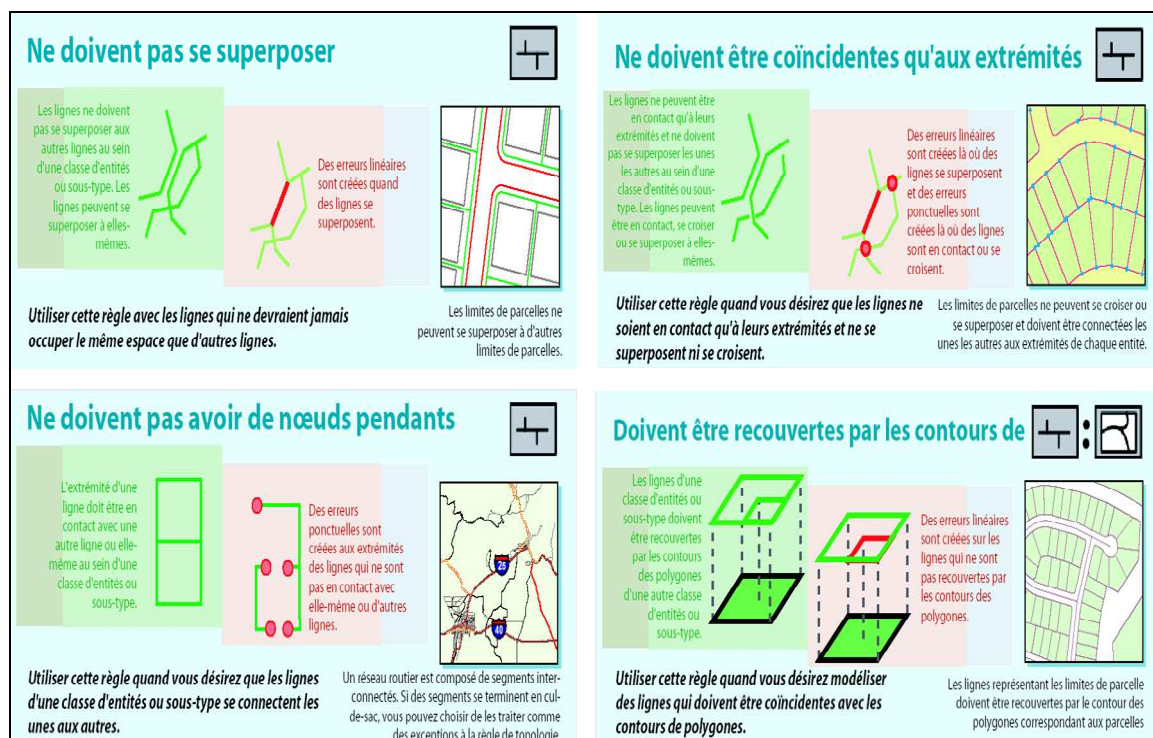 Ne doivent pas se superposer
Les lignes ne doivent
pas se superposer aux
autres lignes au sein
d'une classe d'entités
ou sous-type. Les
lignes peuvent se
superposer à elles-
mêmes.
Des erreurs linéaires
sont créées quand
des lignes se
superposent.
Utiliser cette règle avec les lignes qui ne devraient jamais
occuper le même espace que d'autres lignes.
Les limites de parcelles ne
peuvent se superposer à d'autres
limites de parcelles.
Ne doivent être coïncidentes qu'aux extrémités
Les lignes ne peuvent être
en contact qu'à leurs
extrémités et ne doivent
pas se superposer les unes
les autres au sein d'une
classe d'entités ou sous-
type. Les lignes peuvent
être en contact, se croiser
ou se superposer à elles-
mêmes.
Des erreurs linéaires
sont créées là où des
lignes se superposent
et des erreurs
ponctuelles sont
créées là où des lignes
sont en contact ou se
croisent.
Utiliser cette règle quand vous désirez que les lignes ne
soient en contact qu'à leurs extrémités et ne se
superposent ni se croisent.
Les limites de parcelles ne peuvent se croiser ou
se superposer et doivent être connectées les
unes les autres aux extrémités de chaque entité.
Ne doivent pas avoir de nœuds pendants
L'extrémité d'une
ligne doit être en
contact avec une
autre ligne ou elle-
même au sein d'une
classe d'entités ou
sous-type.
Des erreurs
ponctuelles sont
créées aux extrémités
des lignes qui ne sont
pas en contact avec
elle-même ou d'autres
lignes.
25
40
Utiliser cette règle quand vous désirez que les lignes
d'une classe d'entités ou sous-type se connectent les
unes aux autres.
Un réseau routier est composé de segments inter-
connectés. Si des segments se terminent en cul-
de-sac, vous pouvez choisir de les traiter comme
des exceptions à la règle de topologie.
Doivent être recouvertes par les contours de
:
Les lignes d'une
classe d'entités ou
sous-type doivent
être recouvertes
par les contours
des polygones
d'une autre classe
d'entités ou
sous-type.
Des erreurs linéaires
sont créées sur les
lignes qui ne sont
pas recouvertes par
les contours des
polygones.
Utiliser cette règle quand vous désirez modéliser
des lignes qui doivent être coïncidentes avec les
contours de polygones.
Les lignes représentant les limites de parcelle
doivent être recouvertes par le contour des
polygones correspondant aux parcelles